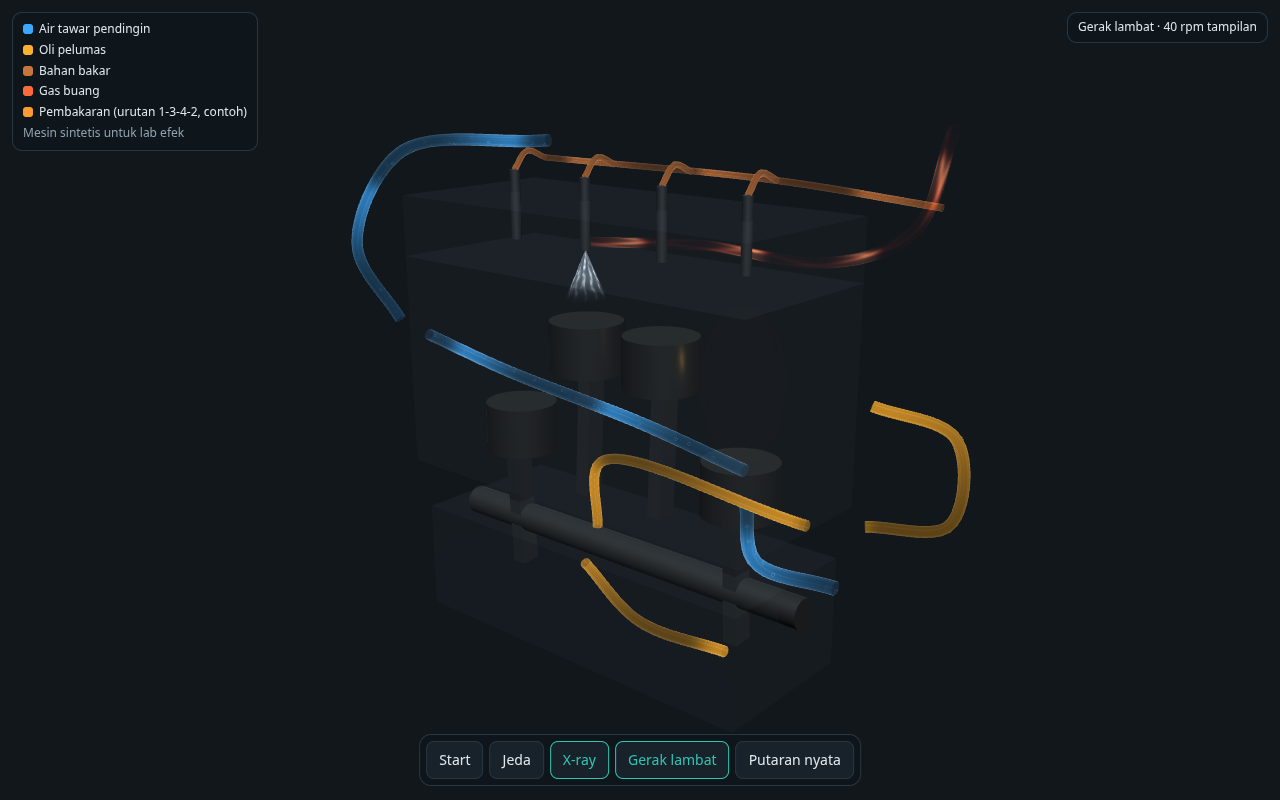 Air tawar pendingin
Oli pelumas
Bahan bakar
Gas buang
Pembakaran (urutan 1-3-4-2, contoh)
Mesin sintetis untuk lab efek
Gerak lambat · 40 rpm tampilan
Start
Jeda
X-ray
Gerak lambat
Putaran nyata